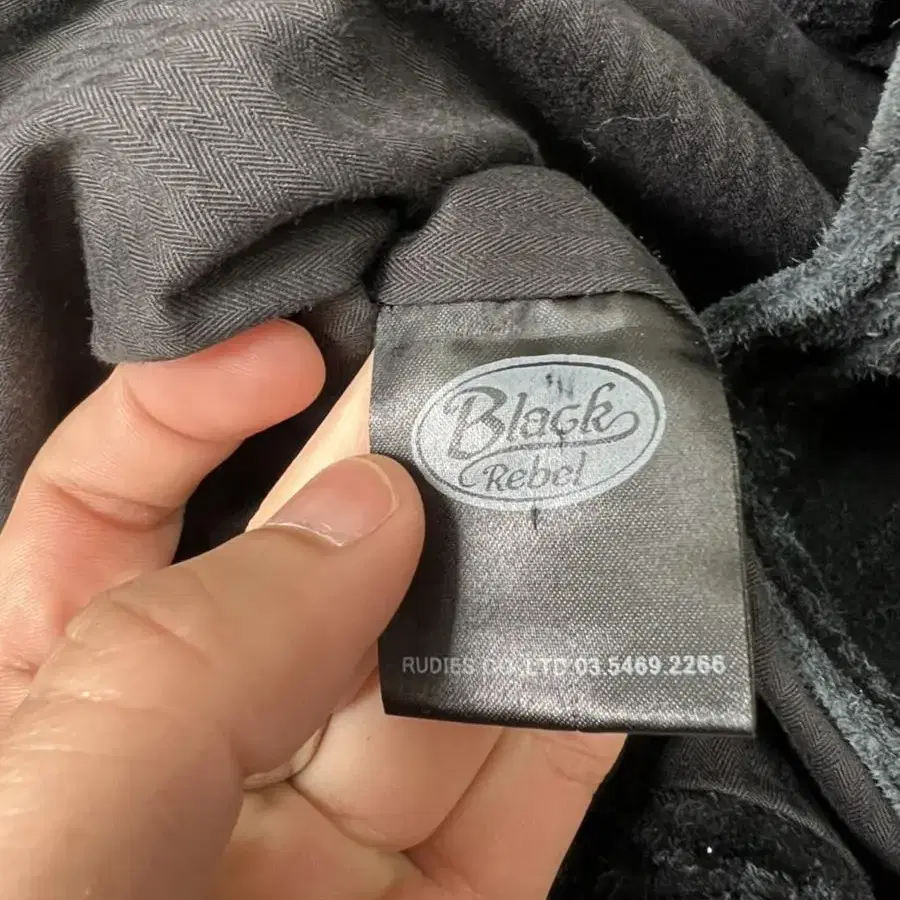 Black
Rebel
RUDIES CO.,LTD 03.5469.2266